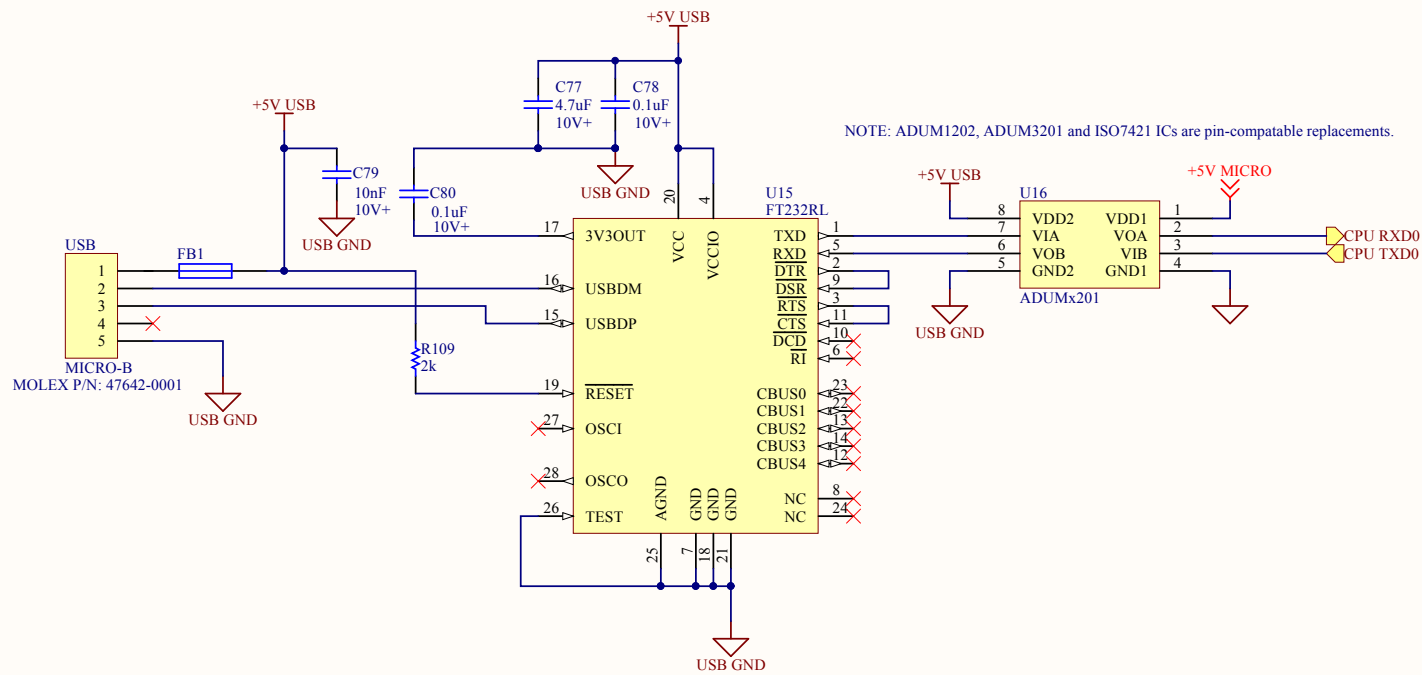 +5V USB
C77
4.7uF
10V+
C78
0.1uF
10V+
+5V USB
C79
10nF
10V+
USB GND
C80
0.1uF
10V+
USB GND
NOTE: ADUM1202, ADUM3201 and ISO7421 ICs are pin-compatable replacements.
USB
1
2
3
4
5
MICRO-B
MOLEX P/N: 47642-0001
FB1
USB GND
R109
2k
U15
FT232RL
20
VCC
4
VCCIO
17 3V3OUT
16 USBDM
15 USBDP
19 RESET
27 OSCI
28 OSCO
26 TEST
TXD 1
RXD 5
DTR 2
DSR 9
RTS 3
CTS 11
DCD 10
RI 6
CBUS0 23
CBUS1 22
CBUS2 13
CBUS3 14
CBUS4 12
NC 8
NC 24
AGND
GND
GND
GND
25
7
18
21
USB GND
+5V USB
U16
+5V MICRO
8 VDD2 VDD1 1
7 VIA VOA 2
6 VOB VIB 3
5 GND2 GND1 4
ADUMx201
USB GND
CPU RXD0
CPU TXD0